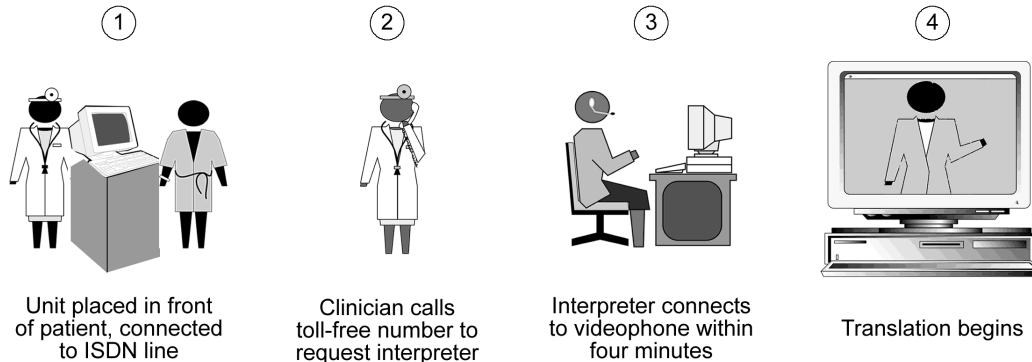 1
2
3
4
Unit placed in front
of patient, connected
to ISDN line
Clinician calls
toll-free number to
request interpreter
Interpreter connects
to videophone within
four minutes
Translation begins